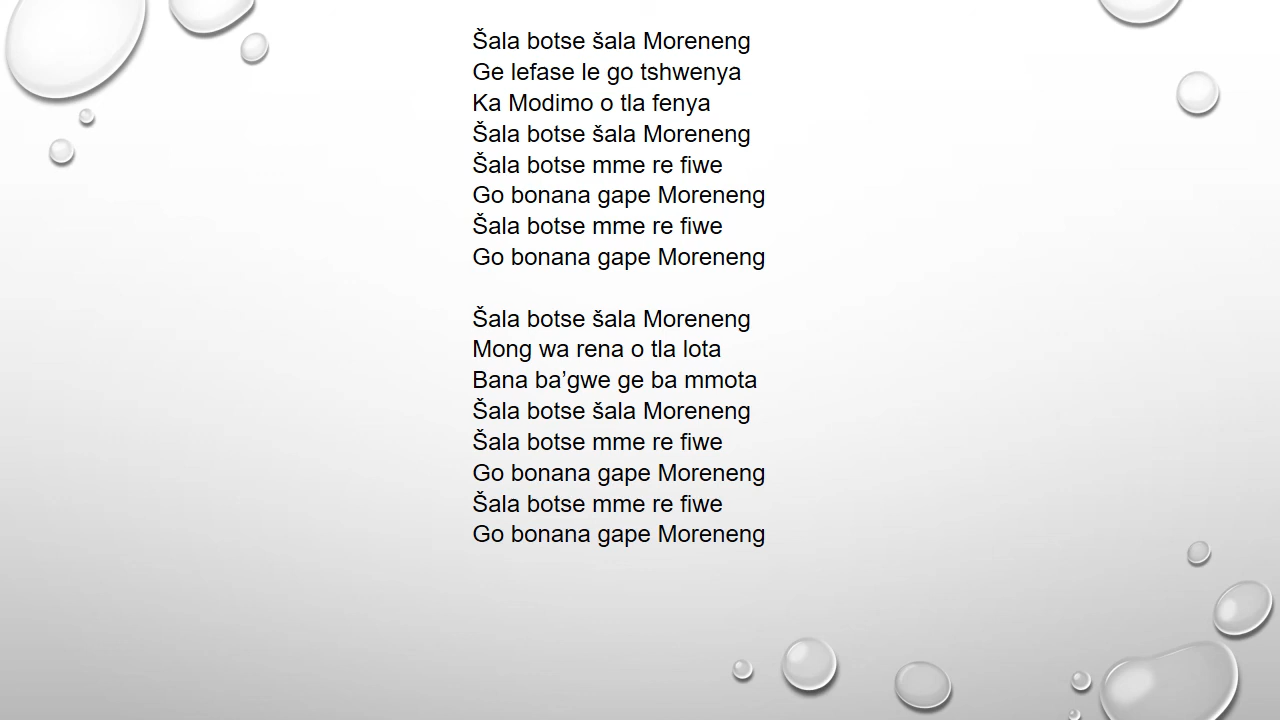 Šala botse šala Moreneng
Ge lefase le go tshwenya
Ka Modimo o tla fenya
Šala botse šala Moreneng
Šala botse mme re fiwe
Go bonana gape Moreneng
Šala botse mme re fiwe
Go bonana gape Moreneng

Šala botse šala Moreneng
Mong wa rena o tla lota
Bana ba’gwe ge ba mmota
Šala botse šala Moreneng
Šala botse mme re fiwe
Go bonana gape Moreneng
Šala botse mme re fiwe
Go bonana gape Moreneng